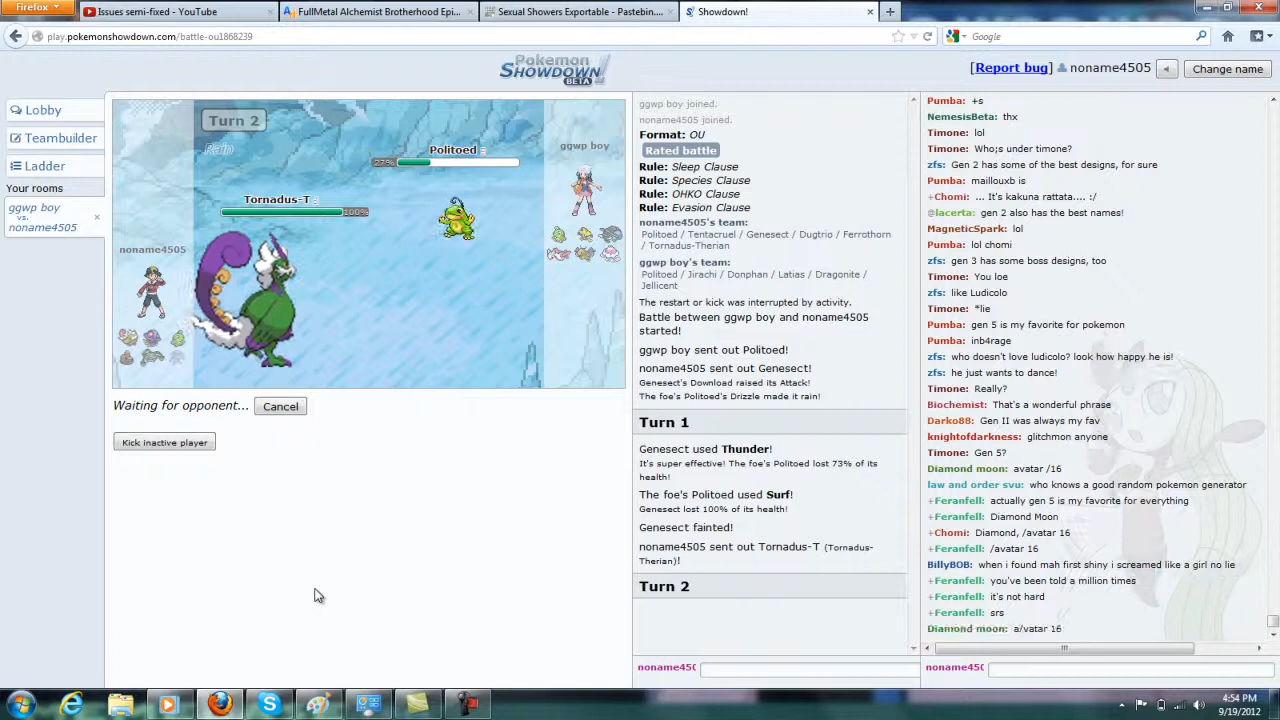 Firefox
Issues semi-fixed - YouTube
FullMetal Alchemist Brotherhood Epi...
Sexual Showers Exportable - Pastebin....
Showdown!
play.pokemonshowdown.com/battle-ou1868239
Google
Pokemon
SHOWDOWN!
BETA
[Report bug]
noname4505
Change name
Lobby
Teambuilder
Ladder
Your rooms:
ggwp boy
vs.
noname4505
Turn 2
Rain
Politoed
27%
ggwp boy
Tornadus-T
100%
noname4505
Waiting for opponent...
Cancel
Kick inactive player
ggwp boy joined.
noname4505 joined.
Format: OU
Rated battle
Rule: Sleep Clause
Rule: Species Clause
Rule: OHKO Clause
Rule: Evasion Clause
noname4505's team:
Politoed / Tentacruel / Genesect / Dugtrio / Ferrothorn
/ Tornadus-Therian
ggwp boy's team:
Politoed / Jirachi / Donphan / Latias / Dragonite /
Jellicent
The restart or kick was interrupted by activity.
Battle between ggwp boy and noname4505
started!
ggwp boy sent out Politoed!
noname4505 sent out Genesect!
Genesect's Download raised its Attack!
The foe's Politoed's Drizzle made it rain!
Turn 1
Genesect used Thunder!
It's super effective! The foe's Politoed lost 73% of its
health!
The foe's Politoed used Surf!
Genesect lost 100% of its health!
Genesect fainted!
noname4505 sent out Tornadus-T (Tornadus-
Therian)!
Turn 2
noname450
Pumba: +s
NemesisBeta: thx
Timone: lol
Timone: Who;s under timone?
zfs: Gen 2 has some of the best designs, for sure
Pumba: mailouxb is?
+Chomi: ... It's kakuna rattata.... :/
@lacerta: gen 2 also has the best names!
MagneticSpark: lol
Pumba: lol chomi
zfs: gen 3 has some boss designs, too
Timone: You loe
zfs: like Ludicolo
Timone: *lie
Pumba: gen 5 is my favorite for pokemon
Pumba: inb4rage
zfs: who doesn't love ludicolo? look how happy he is!
zfs: he just wants to dance!
Timone: Really?
Biochemist: That's a wonderful phrase
Darko88: Gen II was always my fav
knightofdarkness: glitchmon anyone
Timone: Gen 5?
Diamond moon: avatar /16
law and order svu: who knows a good random pokemon generator
+Feranfell: actually gen 5 is my favorite for everything
+Feranfell: Diamond Moon
+Chomi: Diamond, /avatar 16
+Feranfell: /avatar 16
BillyBOB: when i found mah first shiny i screamed like a girl no lie
+Feranfell: you've been told a million times
+Feranfell: it's not hard
+Feranfell: srs
Diamond moon: a/vatar 16
noname450
4:54 PM
9/19/2012